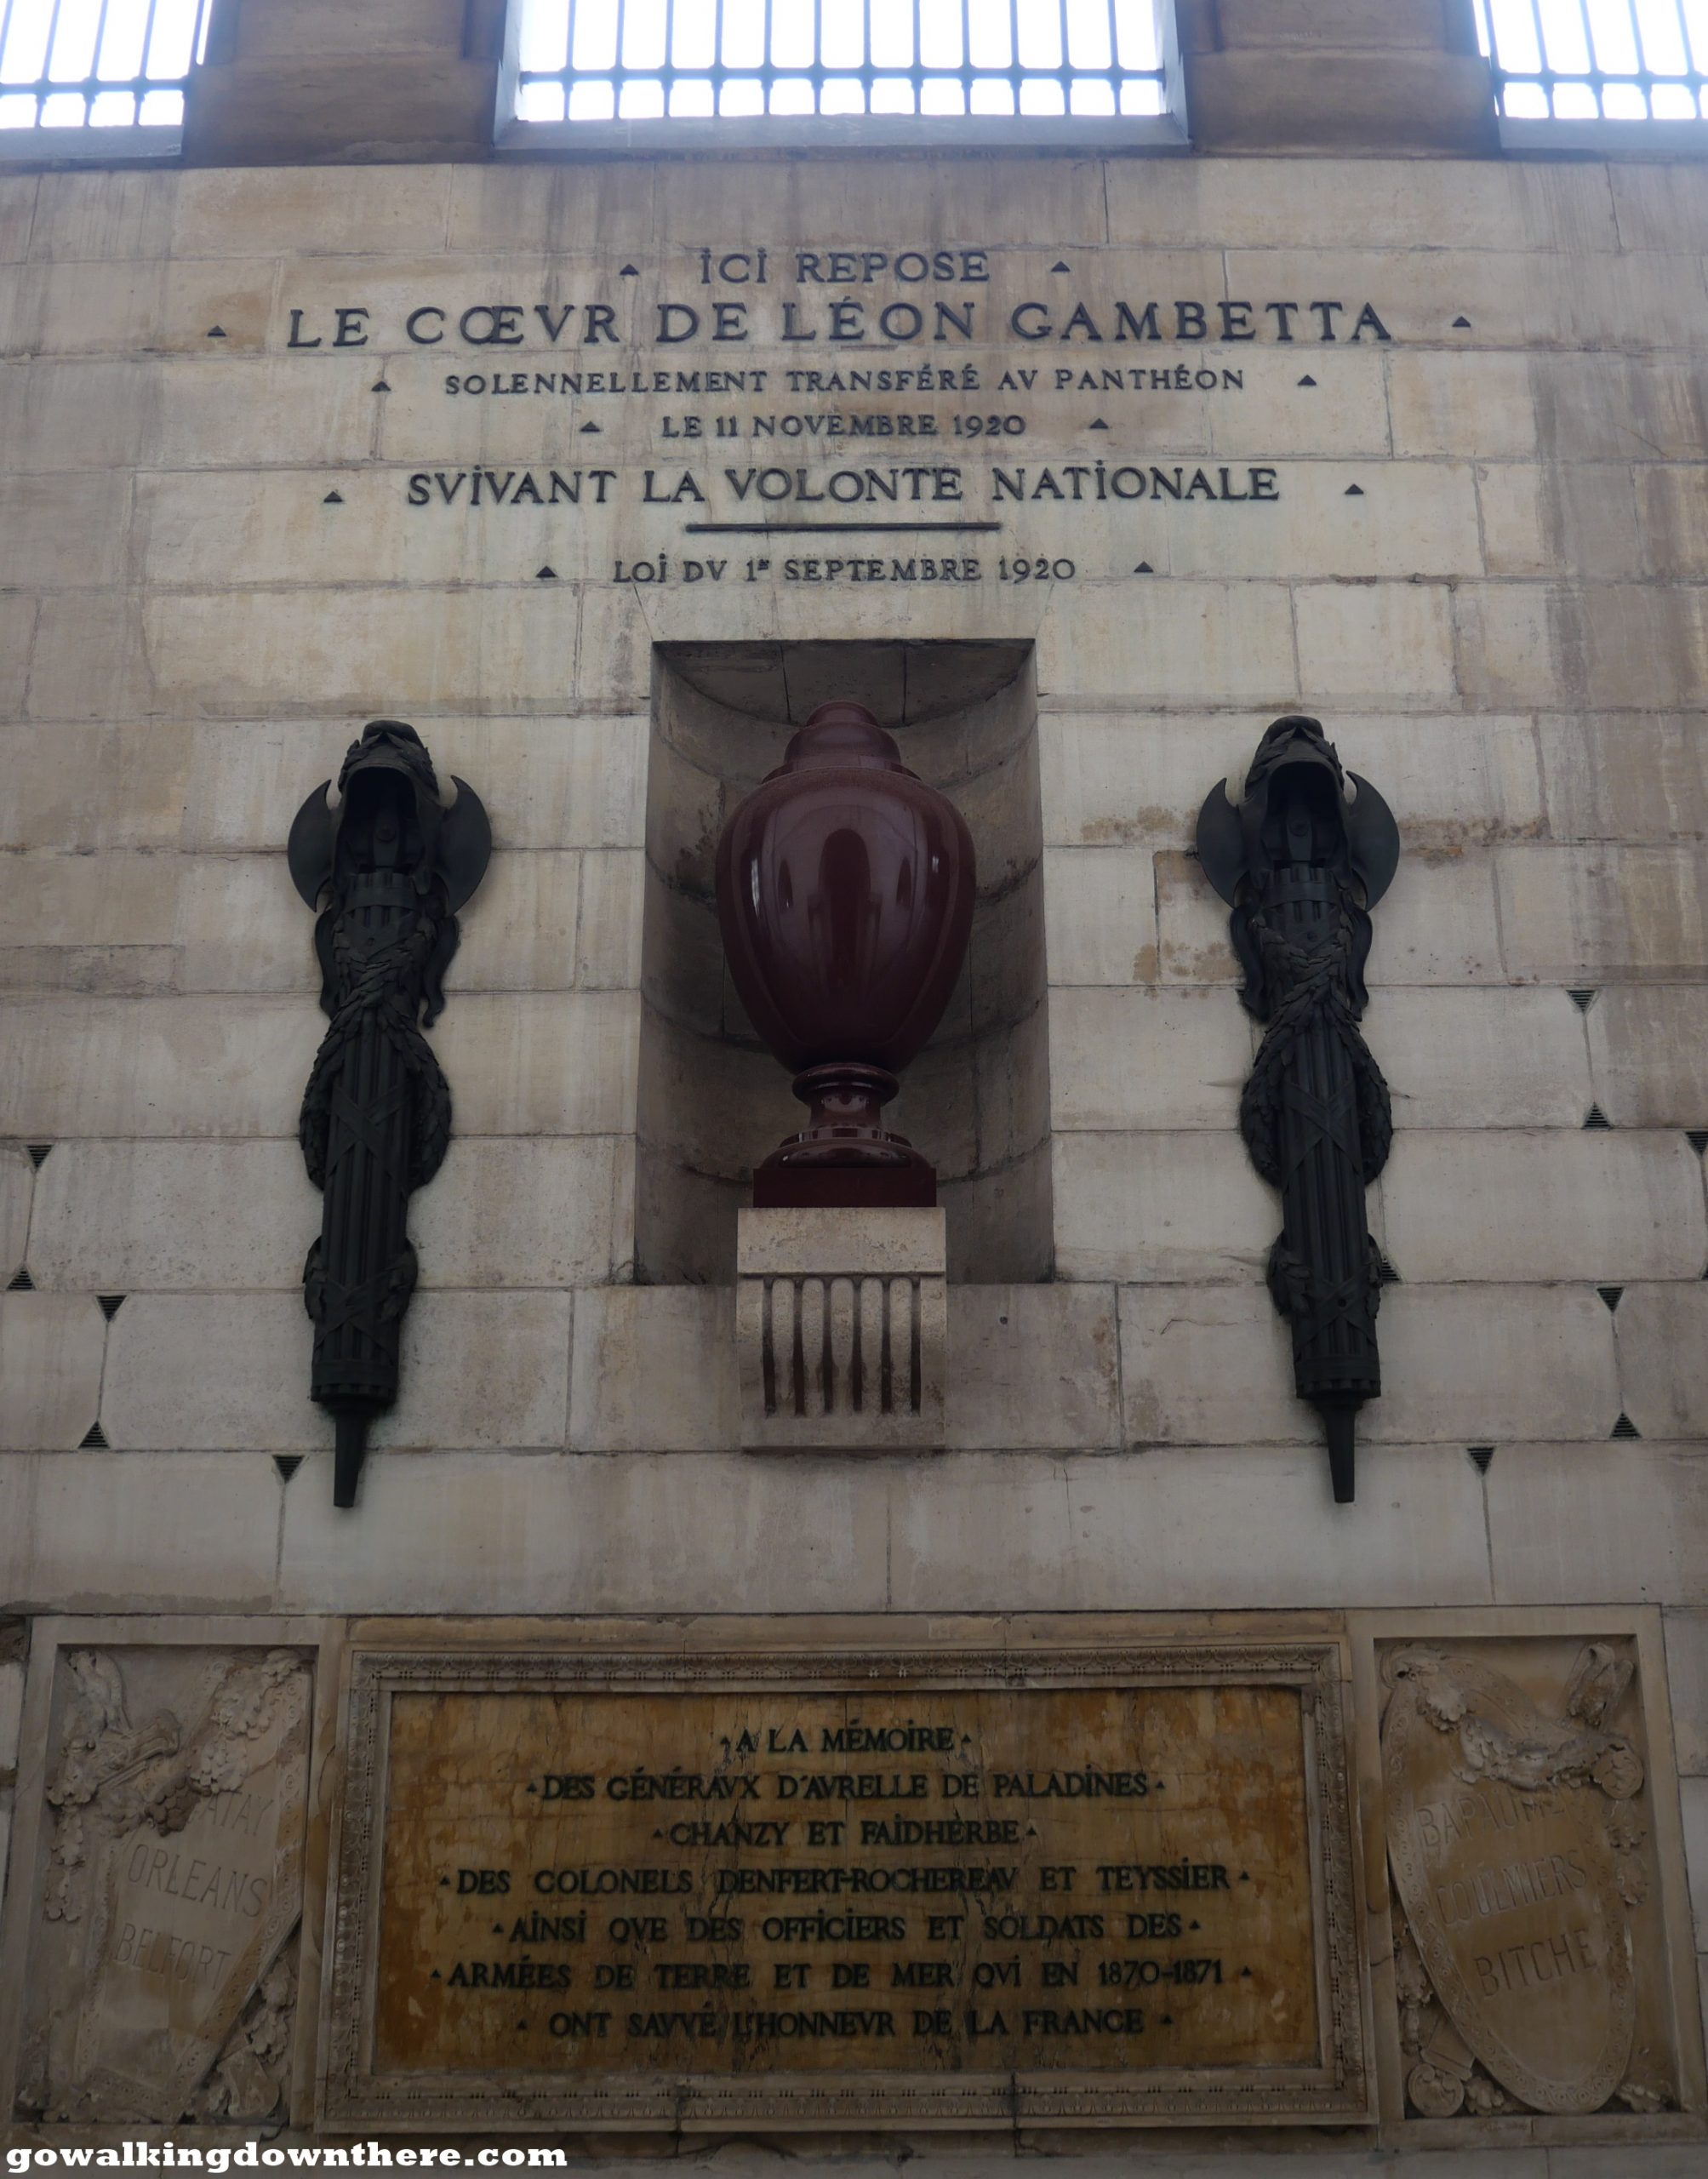 ICI REPOSE
LE CŒVR DE LÉON GAMBETTA
SOLENNELLEMENT TRANSFÉRÉ AV PANTHÉON
LE 11 NOVEMBRE 1920
SVIVANT LA VOLONTE NATIONALE
LOI DV 1ER SEPTEMBRE 1920
A LA MÉMOIRE
DES GÉNÉRAVX D'AVRELLE DE PALADINES
CHANZY ET FAIDHERBE
DES COLONELS DENFERT-ROCHEREAV ET TEYSSIER
AINSI QVE DES OFFICIERS ET SOLDATS DES
ARMÉES DE TERRE ET DE MER QVI EN 1870-1871
ONT SAVVÉ L'HONNEVR DE LA FRANCE
ORLEANS
BELFORT
BAPAUME
COULMIERS
BITCHE
gowalkingdownthere.com